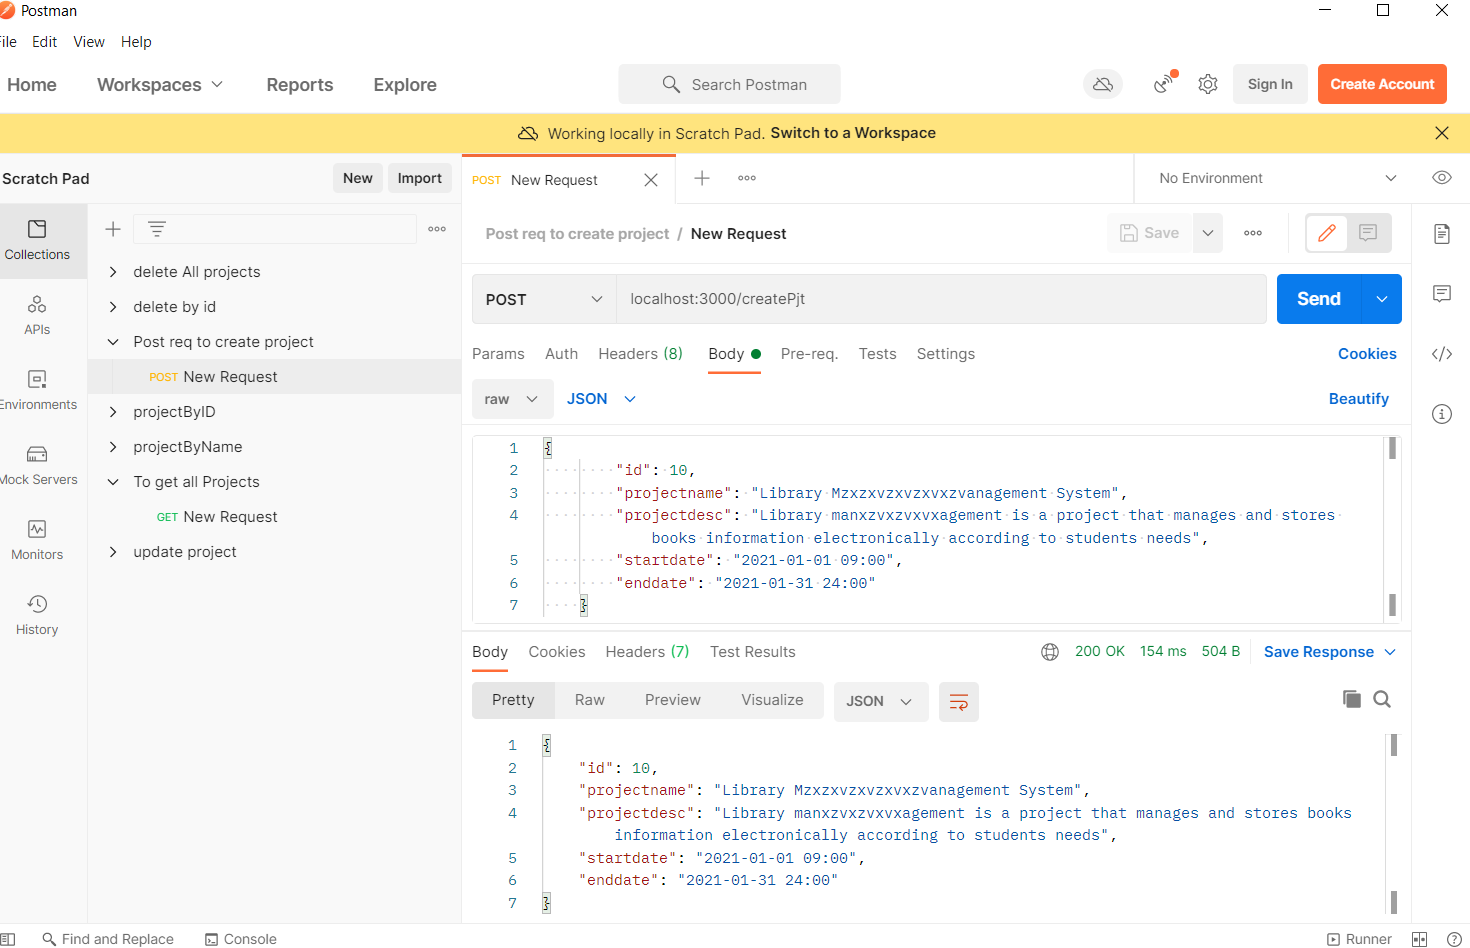 Postman
File Edit View Help
Home Workspaces Reports Explore Search Postman Sign In Create Account
Working locally in Scratch Pad. Switch to a Workspace
Scratch Pad New Import
POST New Request No Environment
Collections
APIs
Environments
Mock Servers
Monitors
History
delete All projects
delete by id
Post req to create project
POST New Request
projectByID
projectByName
To get all Projects
GET New Request
update project
Post req to create project / New Request Save
POST localhost:3000/createPjt Send
Params Auth Headers (8) Body Pre-req. Tests Settings Cookies
raw JSON Beautify
1 {
2 "id": 10,
3 "projectname": "Library Mzxzxvzxvzxvxzvanagement System",
4 "projectdesc": "Library manxzvxzvxvxagement is a project that manages and stores
books information electronically according to students needs",
5 "startdate": "2021-01-01 09:00",
6 "enddate": "2021-01-31 24:00"
7 }
Body Cookies Headers (7) Test Results 200 OK 154 ms 504 B Save Response
Pretty Raw Preview Visualize JSON
1 {
2 "id": 10,
3 "projectname": "Library Mzxzxvzxvzxvxzvanagement System",
4 "projectdesc": "Library manxzvxzvxvxagement is a project that manages and stores books
information electronically according to students needs",
5 "startdate": "2021-01-01 09:00",
6 "enddate": "2021-01-31 24:00"
7 }
Find and Replace Console Runner